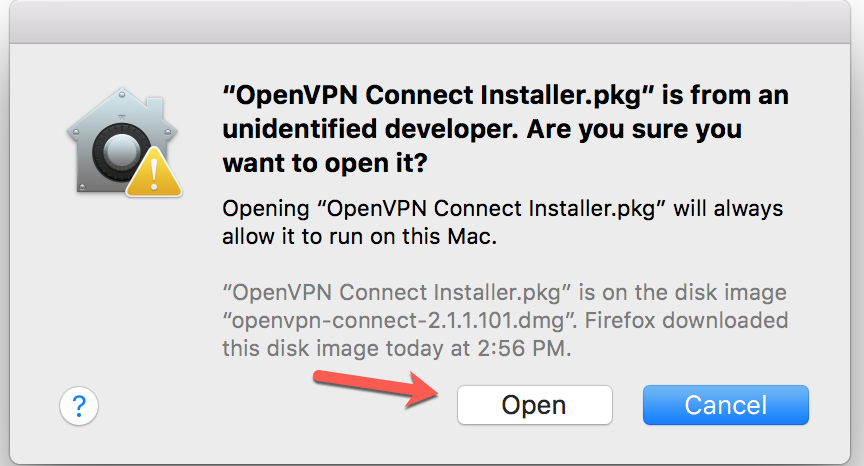 “OpenVPN Connect Installer.pkg” is from an
unidentified developer. Are you sure you
want to open it?
Opening “OpenVPN Connect Installer.pkg” will always
allow it to run on this Mac.
“OpenVPN Connect Installer.pkg” is on the disk image
“openvpn-connect-2.1.1.101.dmg”. Firefox downloaded
this disk image today at 2:56 PM.
?
Open
Cancel